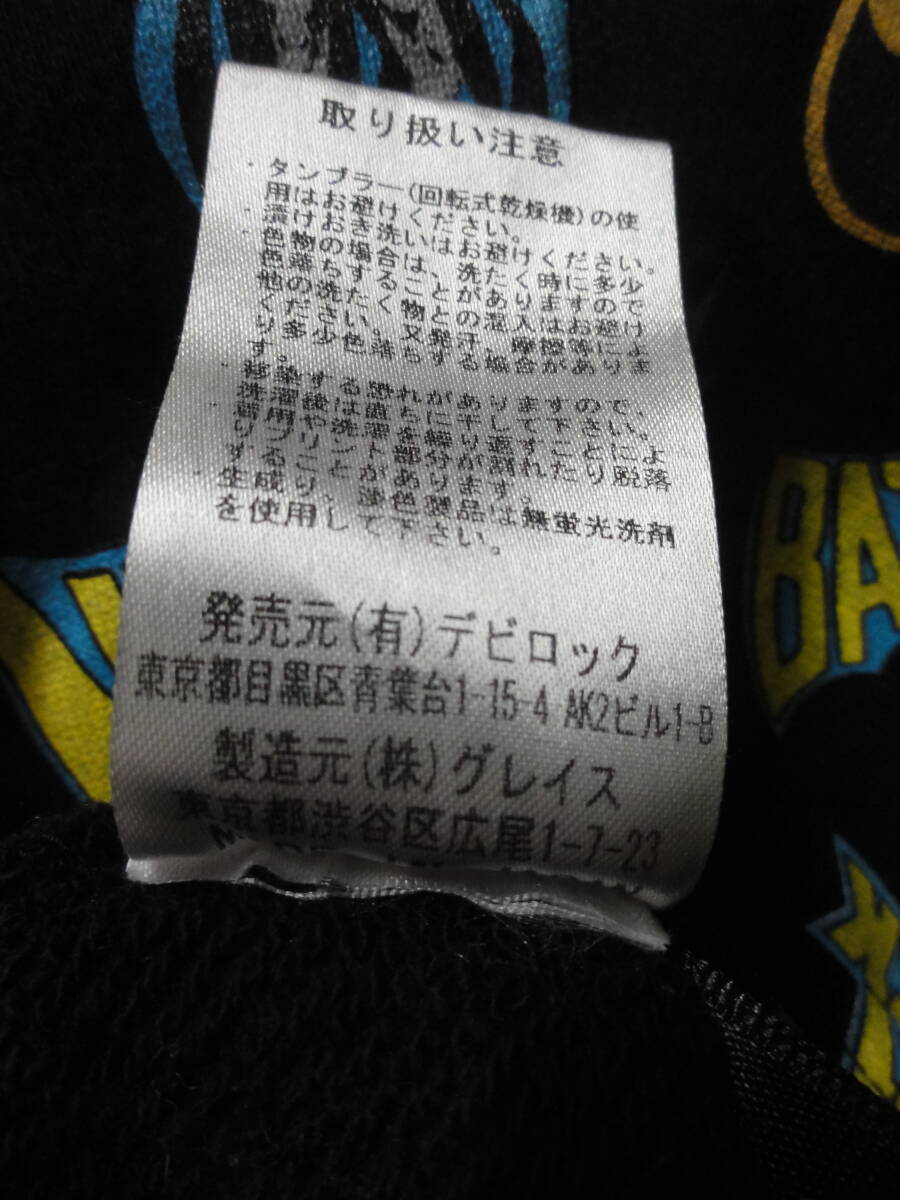 取り扱い注意
・タンブラー(回転式乾燥機)の使
用はお避けください。
・漬けおき洗いはお避けください。
色物の場合は、洗たく時に多少
色落ちすることがありますので
他の洗たく物との混入はお避け
ください。又、汗、摩擦等によ
り多少色落ち発する場合がありま
す。
・移染する恐れがありますので、
洗濯後は直ちに干して下さい。
・着用や洗濯を繰り返すことによ
りプリント部分が割れたり脱落
することがあります。
・生成り、淡色製品は無蛍光洗剤
を使用して下さい。
発売元(有)デビロック
東京都目黒区青葉台1-15-4 AK2ビル1-B
製造元(株)グレイス
東京都渋谷区広尾1-7-23